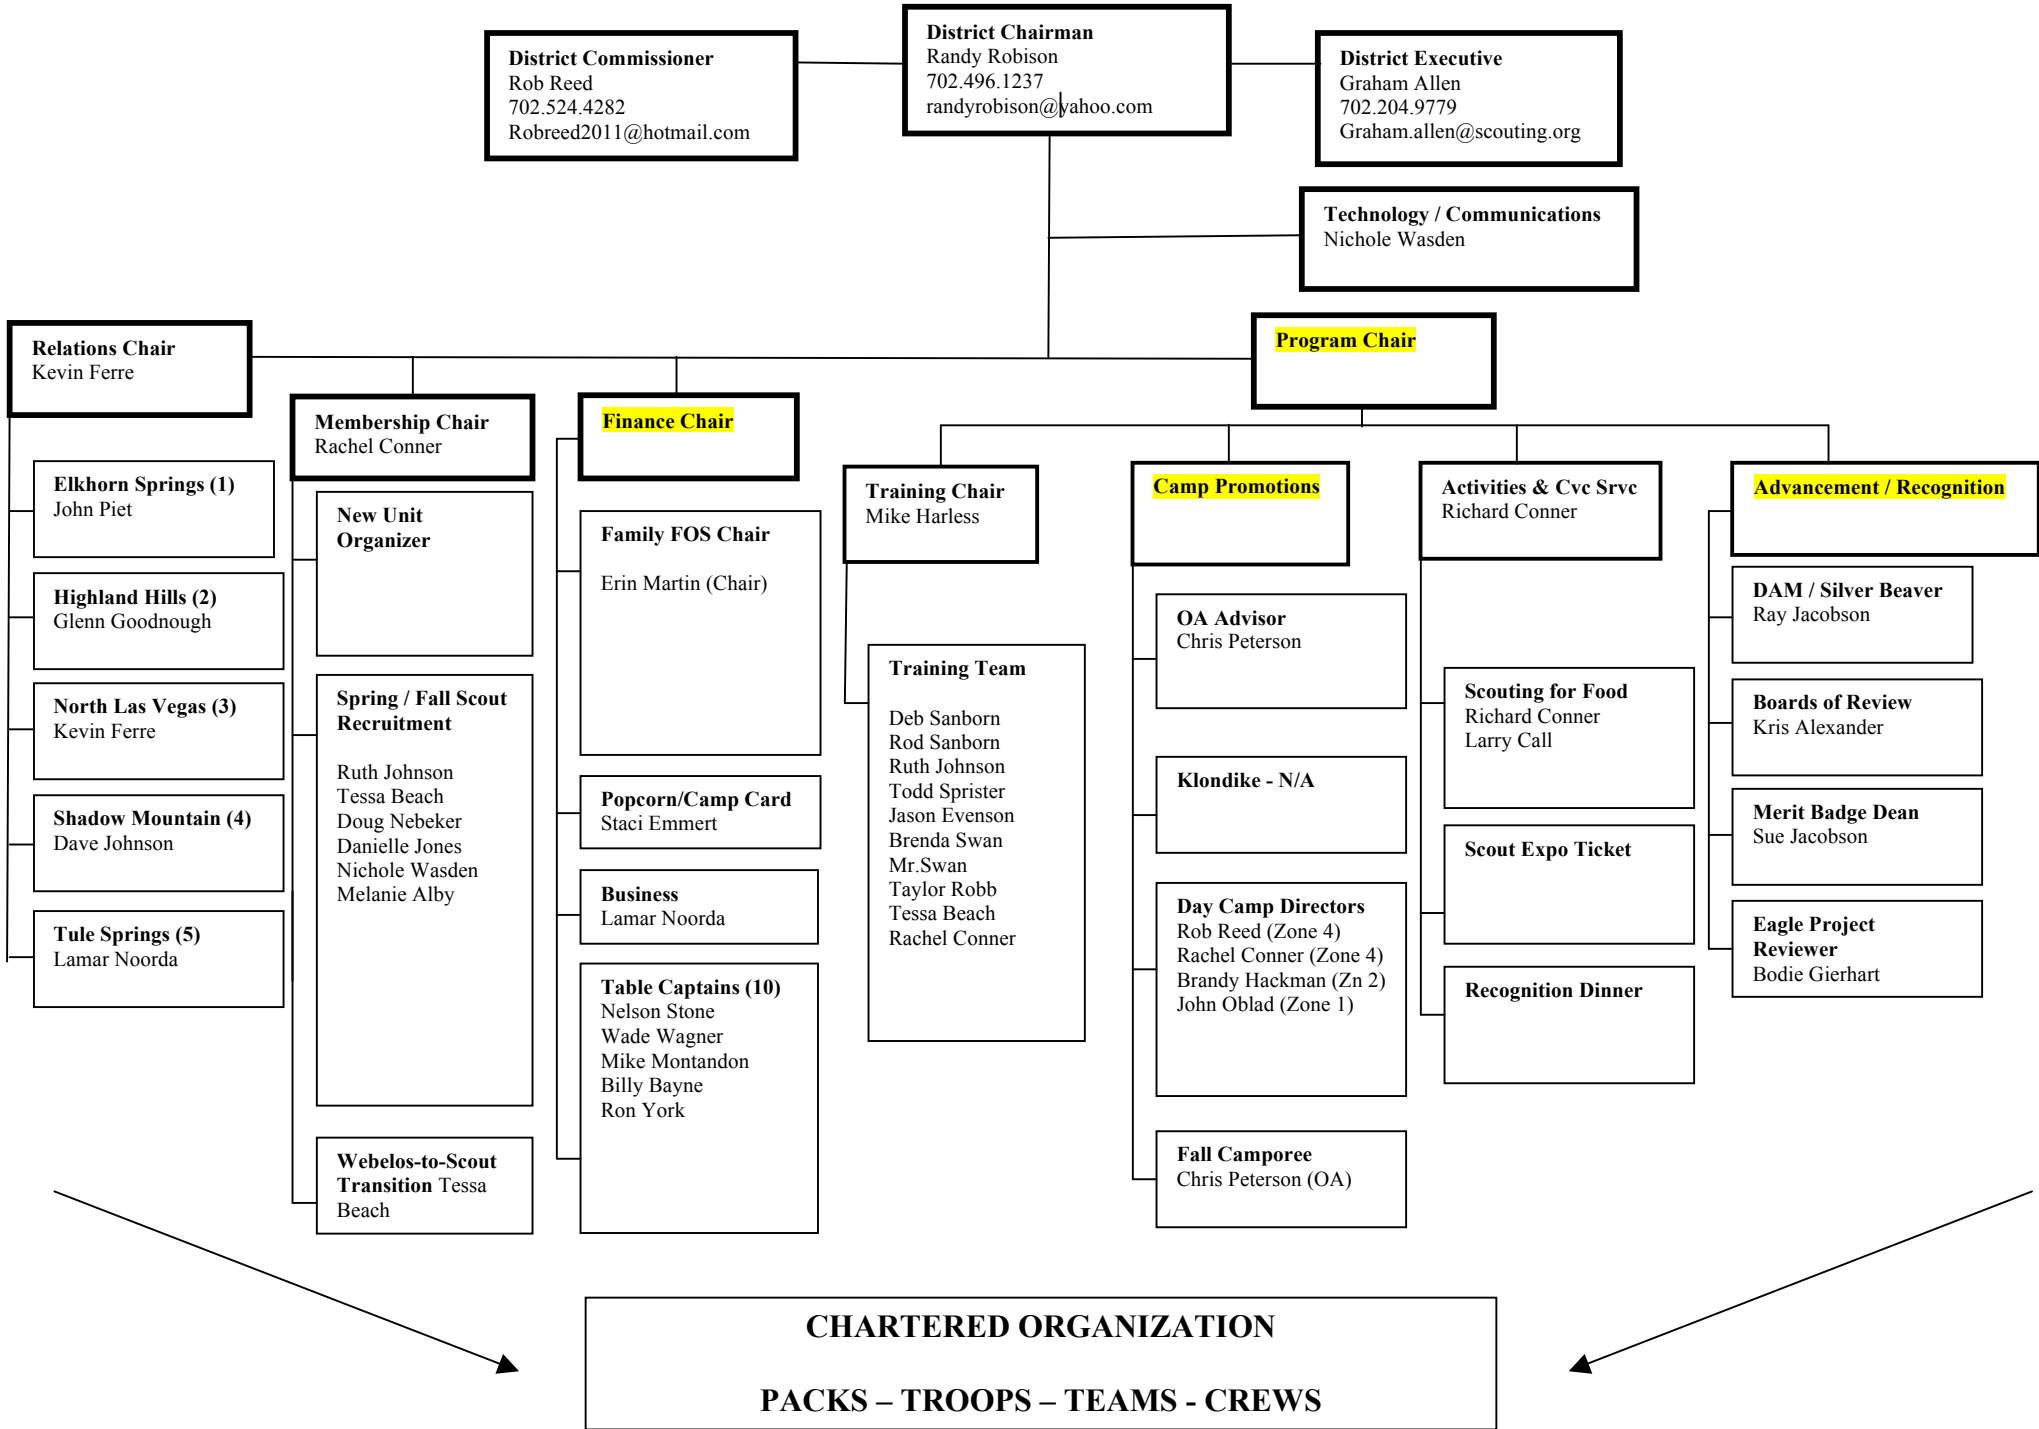 District Commissioner
Rob Reed
702.524.4282
Robreed2011@hotmail.com
District Chairman
Randy Robison
702.496.1237
randyrobison@yahoo.com
District Executive
Graham Allen
702.204.9779
Graham.allen@scouting.org
Technology / Communications
Nichole Wasden
Relations Chair
Kevin Ferre
Elkhorn Springs (1)
John Piet
Highland Hills (2)
Glenn Goodnough
North Las Vegas (3)
Kevin Ferre
Shadow Mountain (4)
Dave Johnson
Tule Springs (5)
Lamar Noorda
Membership Chair
Rachel Conner
New Unit
Organizer
Spring / Fall Scout
Recruitment
Ruth Johnson
Tessa Beach
Doug Nebeker
Danielle Jones
Nichole Wasden
Melanie Alby
Webelos-to-Scout
Transition Tessa
Beach
Finance Chair
Family FOS Chair
Erin Martin (Chair)
Popcorn/Camp Card
Staci Emmert
Business
Lamar Noorda
Table Captains (10)
Nelson Stone
Wade Wagner
Mike Montandon
Billy Bayne
Ron York
Program Chair
Training Chair
Mike Harless
Training Team
Deb Sanborn
Rod Sanborn
Ruth Johnson
Todd Sprister
Jason Evenson
Brenda Swan
Mr.Swan
Taylor Robb
Tessa Beach
Rachel Conner
Camp Promotions
OA Advisor
Chris Peterson
Klondike - N/A
Day Camp Directors
Rob Reed (Zone 4)
Rachel Conner (Zone 4)
Brandy Hackman (Zn 2)
John Oblad (Zone 1)
Fall Camporee
Chris Peterson (OA)
Activities & Cvc Srvc
Richard Conner
Scouting for Food
Richard Conner
Larry Call
Scout Expo Ticket
Recognition Dinner
Advancement / Recognition
DAM / Silver Beaver
Ray Jacobson
Boards of Review
Kris Alexander
Merit Badge Dean
Sue Jacobson
Eagle Project
Reviewer
Bodie Gierhart
CHARTERED ORGANIZATION
PACKS – TROOPS – TEAMS - CREWS